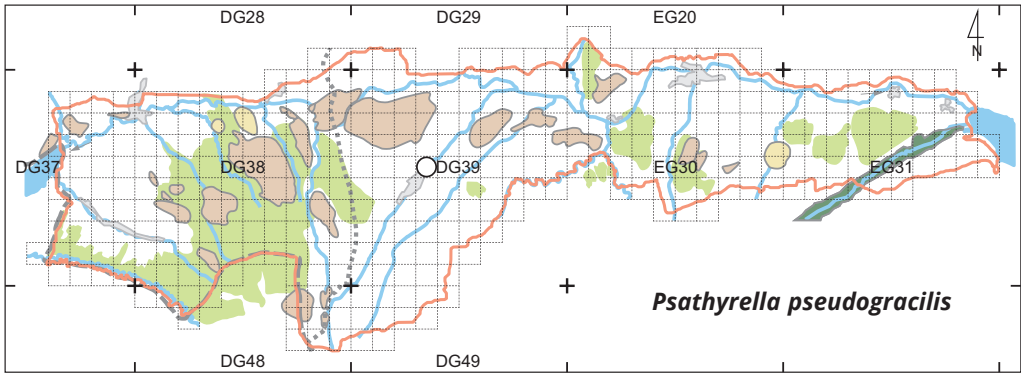 DG28 DG29 EG20
N
DG37 DG38 DG39 EG30 EG31
Psathyrella pseudogracilis
DG48 DG49